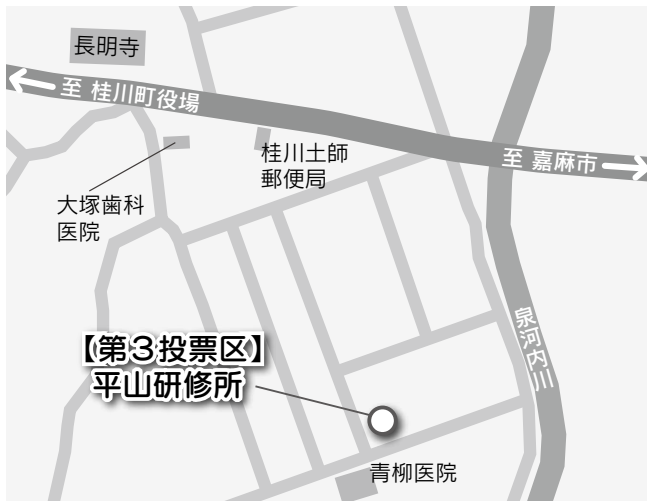 長明寺
至 桂川町役場
桂川土師
郵便局
至 嘉麻市
大塚歯科
医院
泉河内川
【第3投票区】
平山研修所
青柳医院